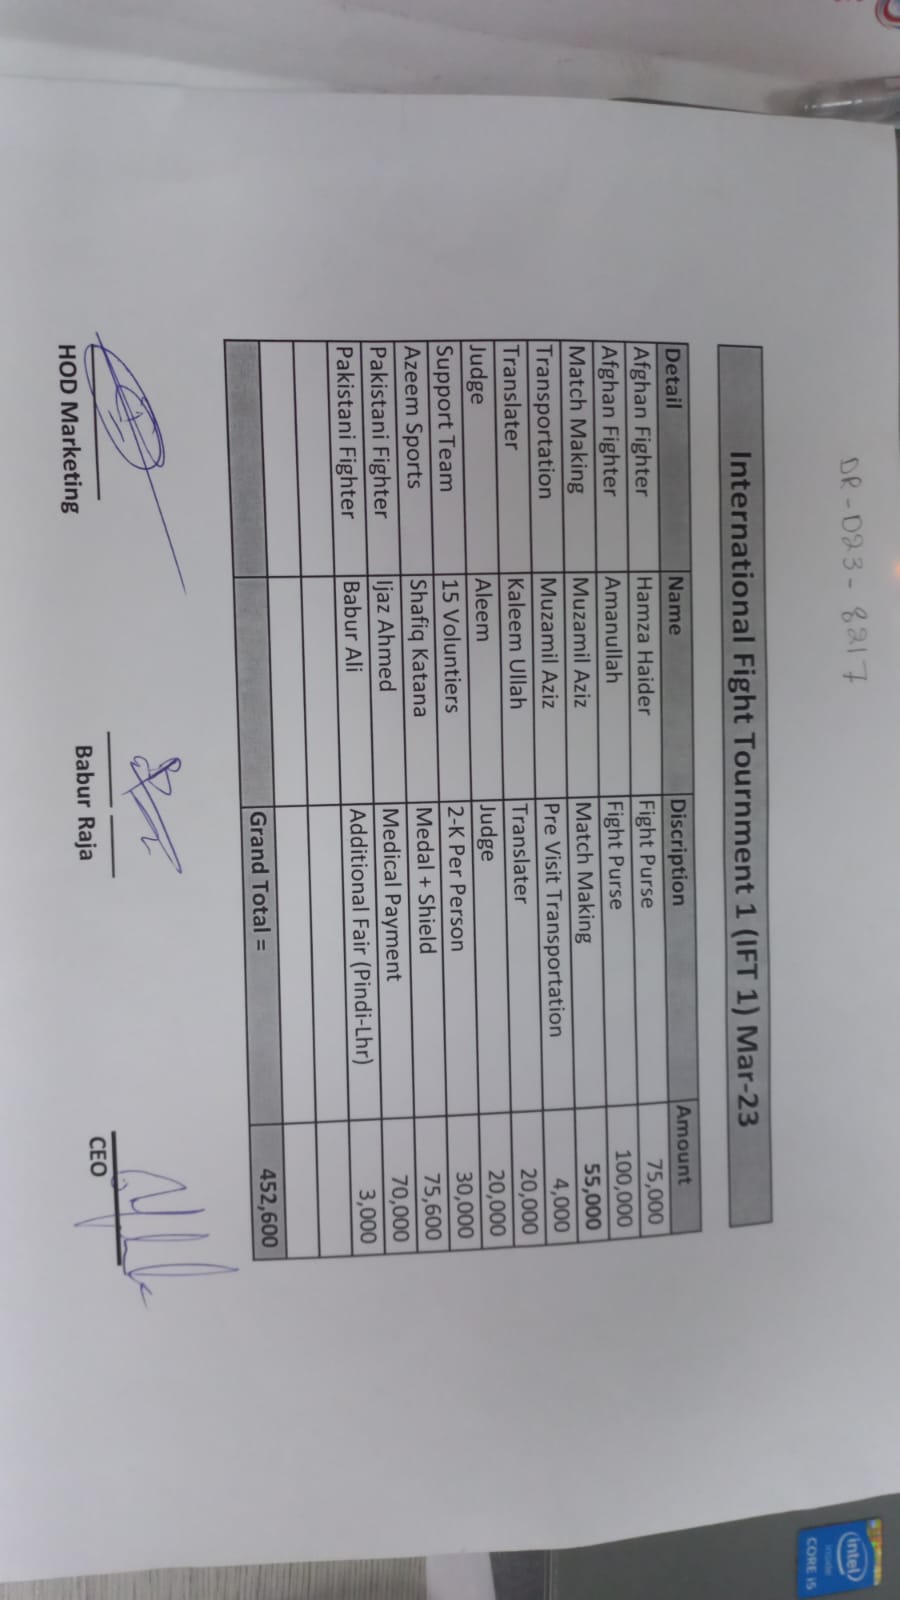 DR-D23-8217
International Fight Tournment 1 (IFT 1) Mar-23
Detail Name Discription Amount
Afghan Fighter Hamza Haider Fight Purse 75,000
Afghan Fighter Amanullah Fight Purse 100,000
Match Making Muzamil Aziz Match Making 55,000
Transportation Muzamil Aziz Pre Visit Transportation 4,000
Translater Kaleem Ullah Translater 20,000
Judge Aleem Judge 20,000
Support Team 15 Voluntiers 2-K Per Person 30,000
Azeem Sports Shafiq Katana Medal + Shield 75,600
Pakistani Fighter Ijaz Ahmed Medical Payment 70,000
Pakistani Fighter Babur Ali Additional Fair (Pindi-Lhr) 3,000
Grand Total = 452,600
HOD Marketing Babur Raja CEO
intel inside
CORE i5